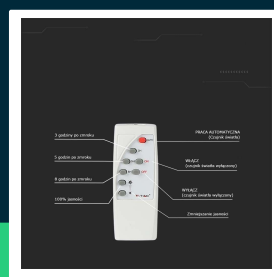 3 godziny po zmroku
5 godzin po zmroku
8 godzin po zmroku
100% jasności
PRACA AUTOMATYCZNA
(Czujnik światła)
WŁĄCZ
(czujnik światła wyłączony)
WYŁĄCZ
(czujnik światła wyłączony)
Zmniejszanie jasności